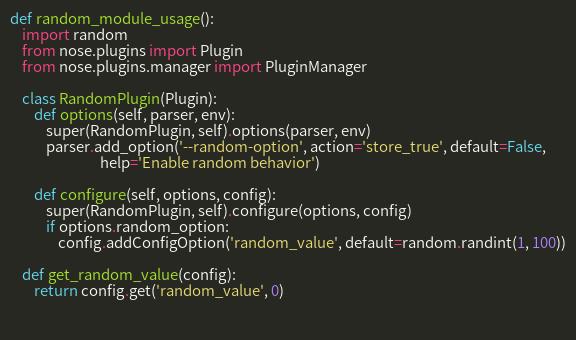 def random_module_usage():
    import random
    from nose.plugins import Plugin
    from nose.plugins.manager import PluginManager

    class RandomPlugin(Plugin):
        def options(self, parser, env):
            super(RandomPlugin, self).options(parser, env)
            parser.add_option('--random-option', action='store_true', default=False,
                              help='Enable random behavior')

        def configure(self, options, config):
            super(RandomPlugin, self).configure(options, config)
            if options.random_option:
                config.addConfigOption('random_value', default=random.randint(1, 100))

    def get_random_value(config):
        return config.get('random_value', 0)